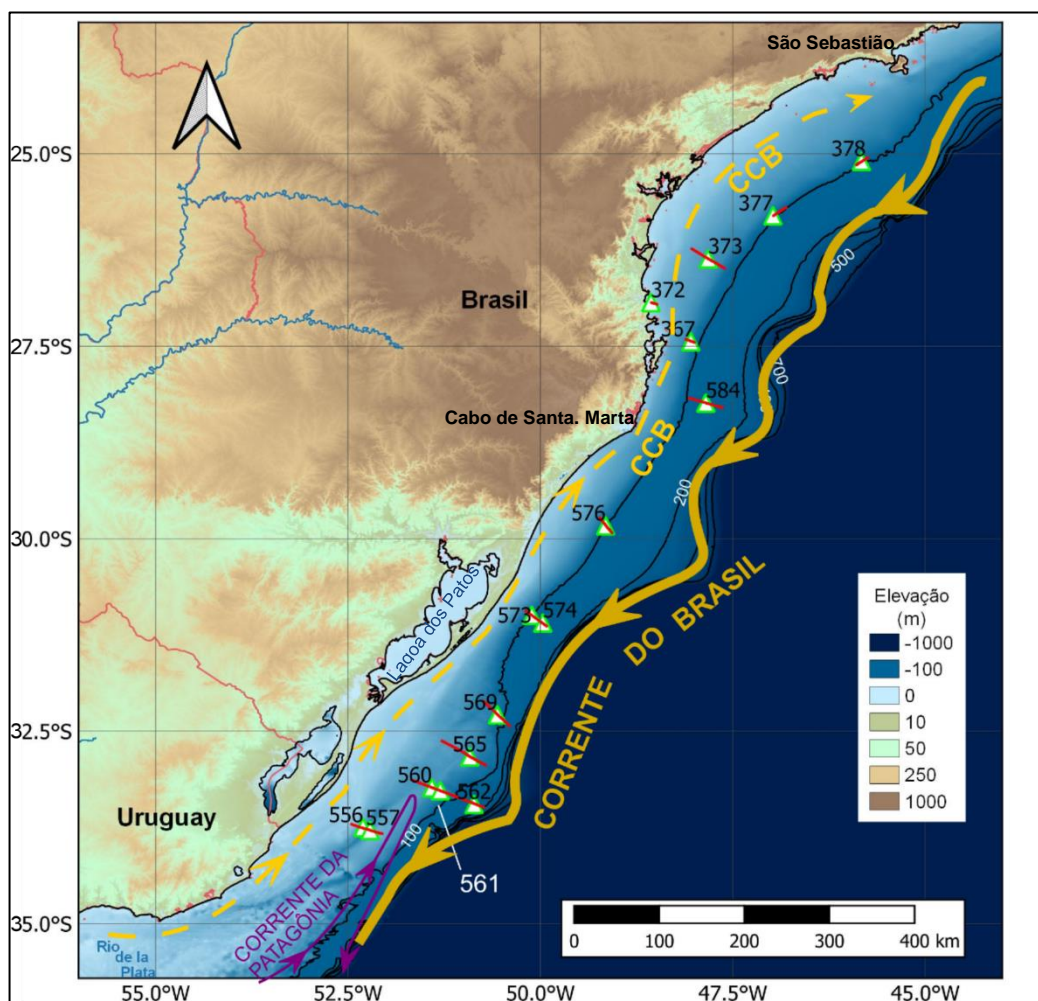 São Sebastião
25.0°S
378
CCB
377
373
500
Brasil
372
27.5°S
367
700
584
Cabo de Santa. Marta
CCB
200
576
30.0°S
Lagoa dos Patos
573
574
CORRENTE DO BRASIL
Elevação
(m)
-1000
-100
0
10
50
250
1000
569
32.5°S
565
560
562
Uruguay
556
557
100
561
CORRENTE DA
PATAGÔNIA
35.0°S
Rio
de la
Plata
0 100 200 300 400 km
55.0°W 52.5°W 50.0°W 47.5°W 45.0°W